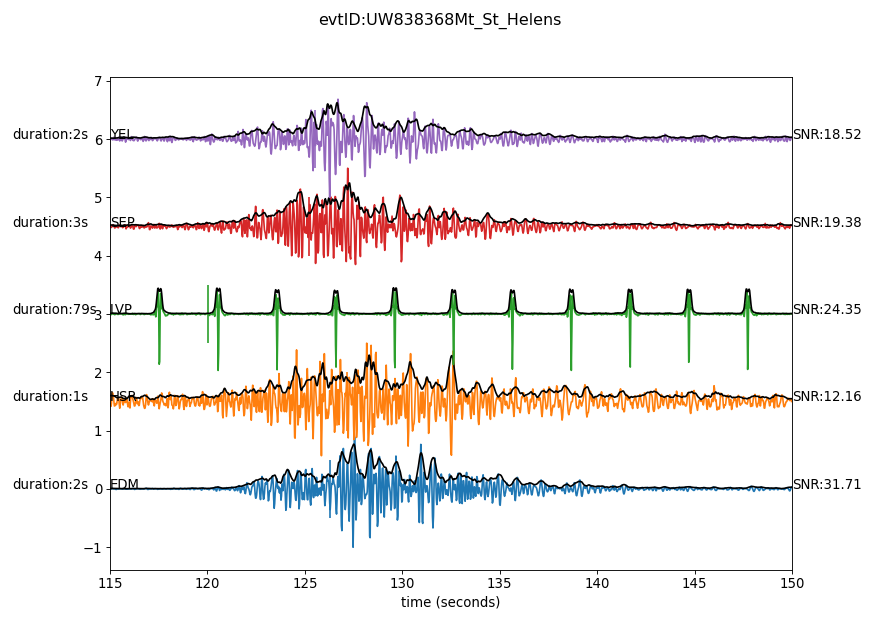 evtID:UW838368Mt_St_Helens
7
duration:2s YEL SNR:18.52
6
5
duration:3s SEP SNR:19.38
4
duration:79s LVP SNR:24.35
3
2
duration:1s HSR SNR:12.16
1
duration:2s EDM SNR:31.71
0
−1
115 120 125 130 135 140 145 150
time (seconds)